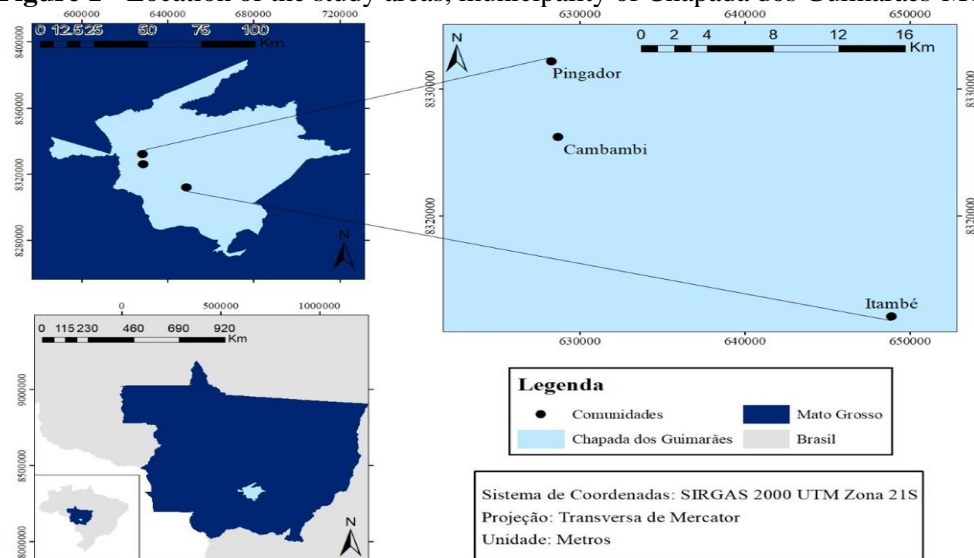 Figure 1 - Location of the study areas, municipality of Chapada dos Guimarães-M
600000 640000 680000 720000
0 12.525 50 75 100
Km
8400000
8360000
8320000
8280000
N
630000 640000 650000
N
0 2 4 8 12 16
Km
Pingador
Cambambi
Itambé
8330000
8320000
8330000
8320000
630000 640000 650000
0 500000 1000000
0 115 230 460 690 920
Km
9000000
8500000
8000000
N
Legenda
Comunidades
Mato Grosso
Chapada dos Guimarães
Brasil
Sistema de Coordenadas: SIRGAS 2000 UTM Zona 21S
Projeção: Transversa de Mercator
Unidade: Metros